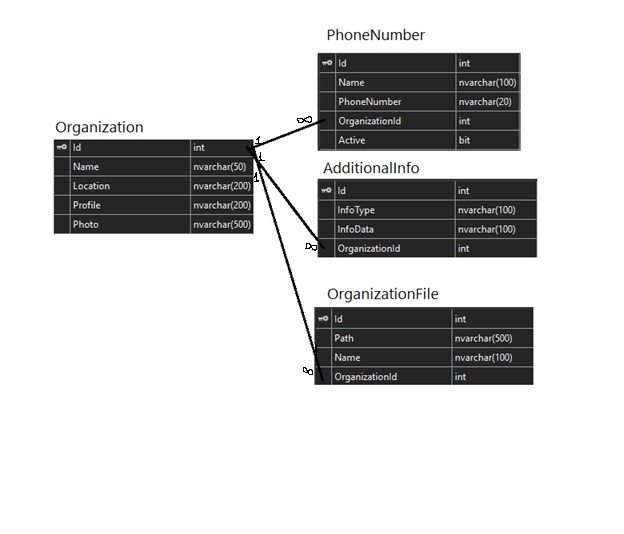 PhoneNumber
Id int
Name nvarchar(100)
PhoneNumber nvarchar(20)
OrganizationId int
Active bit
Organization
Id int
Name nvarchar(50)
Location nvarchar(200)
Profile nvarchar(200)
Photo nvarchar(500)
1
∞
1
1
AdditionalInfo
Id int
InfoType nvarchar(100)
InfoData nvarchar(100)
OrganizationId int
∞
OrganizationFile
Id int
Path nvarchar(500)
Name nvarchar(100)
OrganizationId int
∞